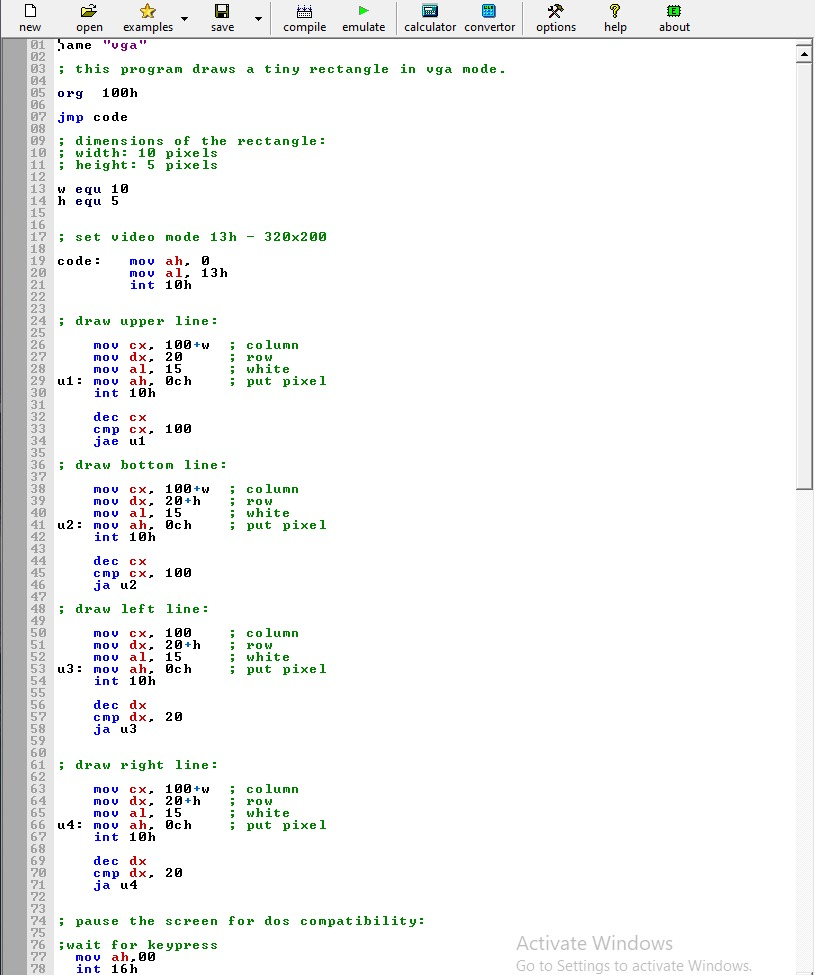 new open examples save compile emulate calculator convertor options help about
01 name "vga"
02
03 ; this program draws a tiny rectangle in vga mode.
04
05 org  100h
06
07 jmp code
08
09 ; dimensions of the rectangle:
10 ; width: 10 pixels
11 ; height: 5 pixels
12
13 w equ 10
14 h equ 5
15
16
17 ; set video mode 13h - 320x200
18
19 code:   mov ah, 0
20         mov al, 13h
21         int 10h
22
23
24 ; draw upper line:
25
26     mov cx, 100+w  ; column
27     mov dx, 20     ; row
28     mov al, 15     ; white
29 u1: mov ah, 0ch    ; put pixel
30     int 10h
31
32     dec cx
33     cmp cx, 100
34     jae u1
35
36 ; draw bottom line:
37
38     mov cx, 100+w  ; column
39     mov dx, 20+h   ; row
40     mov al, 15     ; white
41 u2: mov ah, 0ch    ; put pixel
42     int 10h
43
44     dec cx
45     cmp cx, 100
46     ja u2
47
48 ; draw left line:
49
50     mov cx, 100    ; column
51     mov dx, 20+h   ; row
52     mov al, 15     ; white
53 u3: mov ah, 0ch    ; put pixel
54     int 10h
55
56     dec dx
57     cmp dx, 20
58     ja u3
59
60
61 ; draw right line:
62
63     mov cx, 100+w  ; column
64     mov dx, 20+h   ; row
65     mov al, 15     ; white
66 u4: mov ah, 0ch    ; put pixel
67     int 10h
68
69     dec dx
70     cmp dx, 20
71     ja u4
72
73
74 ; pause the screen for dos compatibility:
75
76 ;wait for keypress
77   mov ah,00
78   int 16h
Activate Windows
Go to Settings to activate Windows.